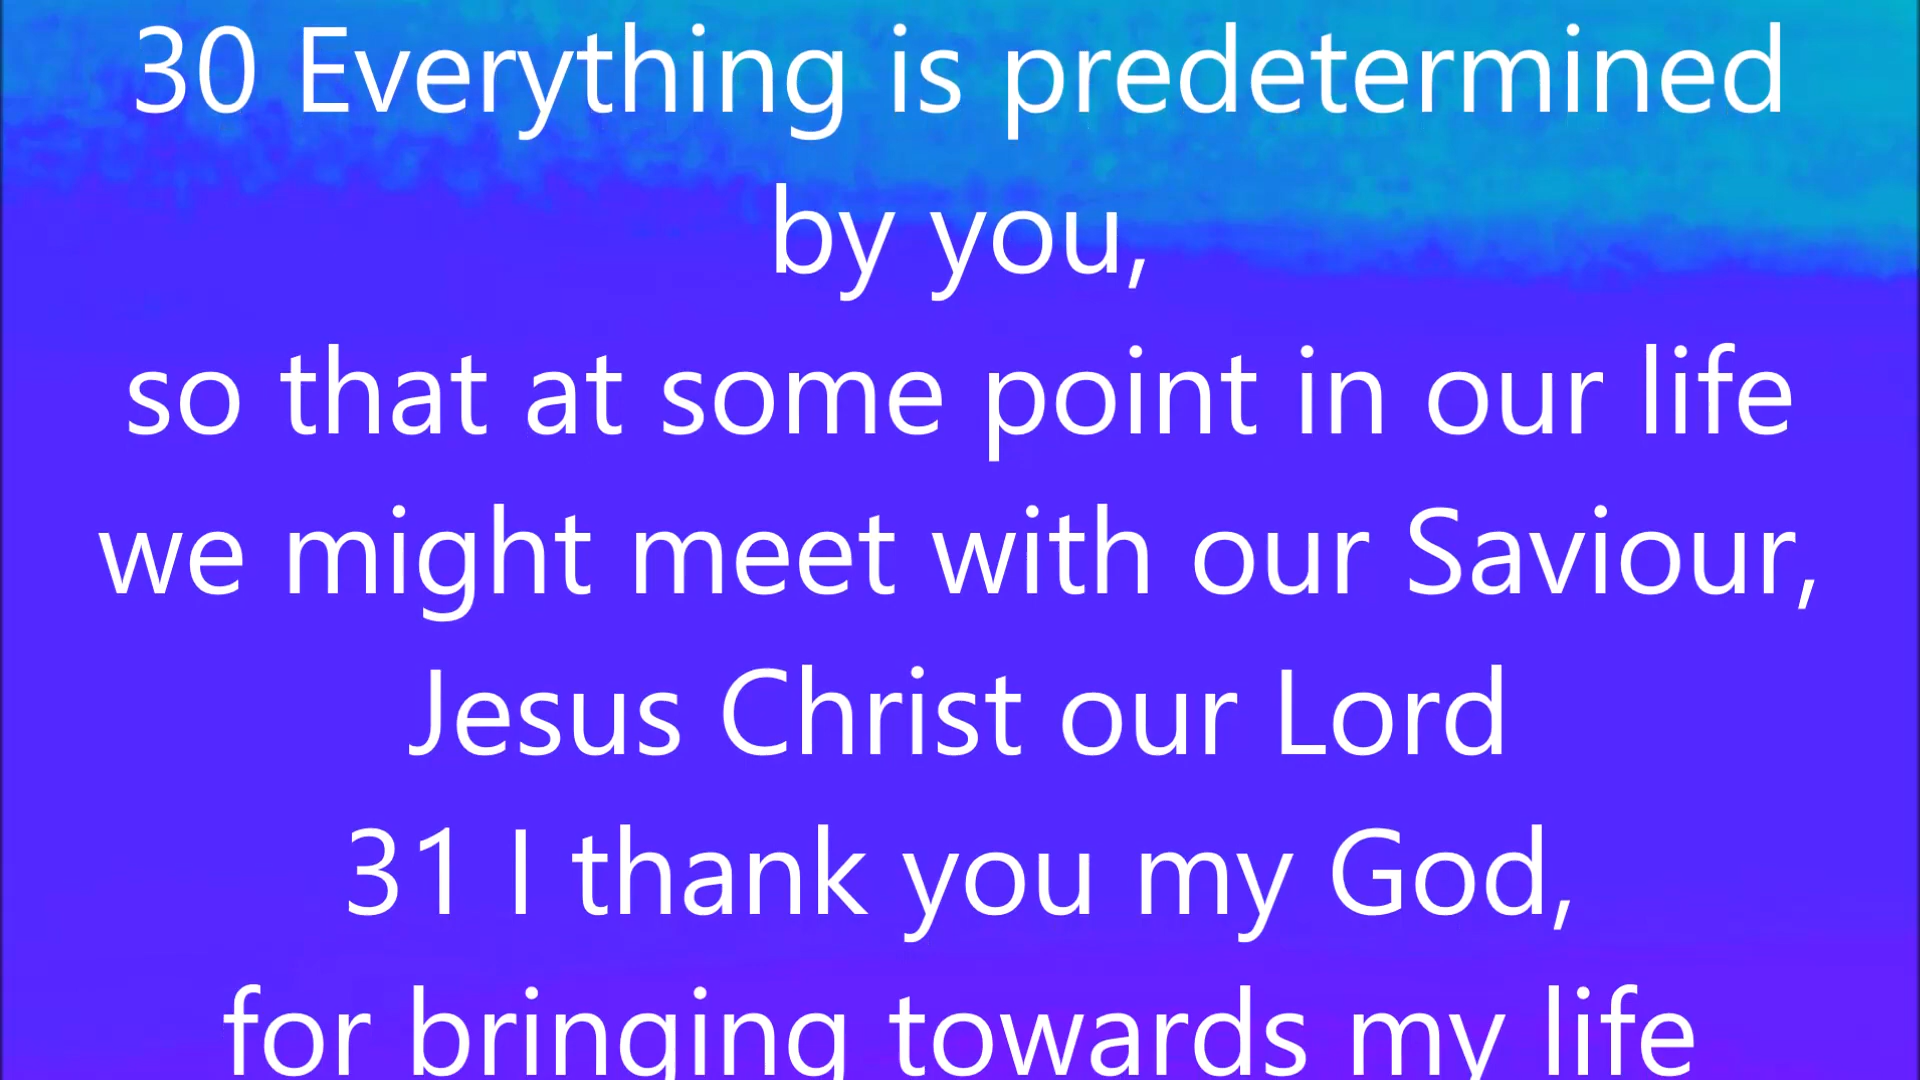 30 Everything is predetermined
by you,
so that at some point in our life
we might meet with our Saviour,
Jesus Christ our Lord
31 I thank you my God,
for bringing towards my life